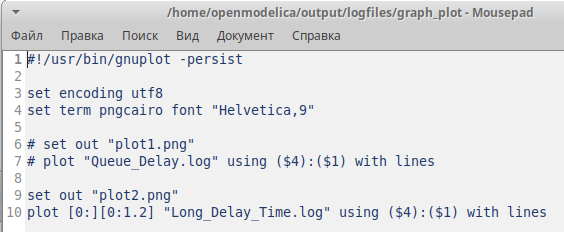 /home/openmodelica/output/logfiles/graph_plot - Mousepad
Файл Правка Поиск Вид Документ Справка
1 #!/usr/bin/gnuplot -persist
2
3 set encoding utf8
4 set term pngcairo font "Helvetica,9"
5
6 # set out "plot1.png"
7 # plot "Queue_Delay.log" using ($4):($1) with lines
8
9 set out "plot2.png"
10 plot [0:][0:1.2] "Long_Delay_Time.log" using ($4):($1) with lines